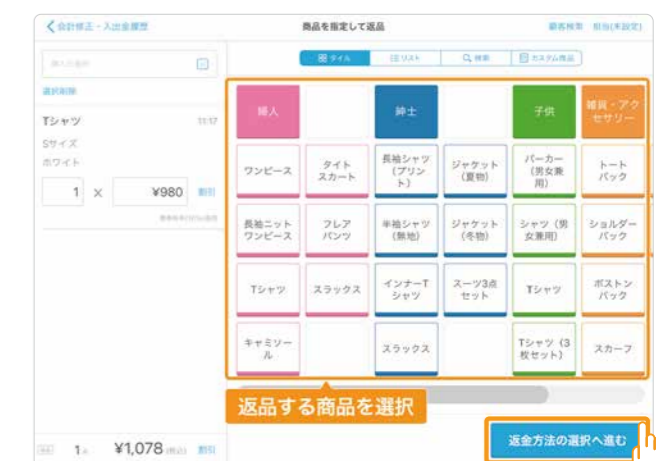 会計修正・入出金履歴
商品を指定して返品
顧客検索
担当(未設定)
タイル
リスト
検索
カスタム商品
選択削除
Tシャツ
11:17
Sサイズ
ホワイト
1 × ¥980 割引
婦人
紳士
子供
雑貨・アク
セサリー
ワンピース
タイト
スカート
長袖シャツ
(プリン
ト)
ジャケット
(夏物)
パーカー
(男女兼
用)
トート
バック
長袖ニット
ワンピース
フレア
パンツ
半袖シャツ
(無地)
ジャケット
(冬物)
シャツ (男
女兼用)
ショルダー
バック
Tシャツ
スラックス
インナーT
シャツ
スーツ3点
セット
Tシャツ
ボストン
バック
キャミソー
ル
スラックス
Tシャツ (3
枚セット)
スカーフ
返品する商品を選択
1点 ¥1,078 (税込) 割引
返金方法の選択へ進む